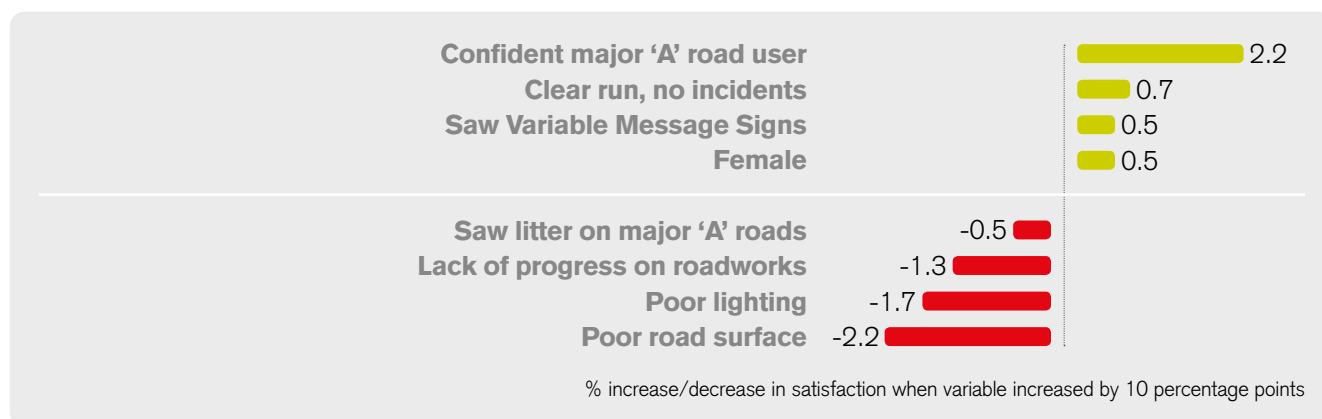 Confident major ‘A’ road user 2.2
Clear run, no incidents 0.7
Saw Variable Message Signs 0.5
Female 0.5
Saw litter on major ‘A’ roads -0.5
Lack of progress on roadworks -1.3
Poor lighting -1.7
Poor road surface -2.2
% increase/decrease in satisfaction when variable increased by 10 percentage points